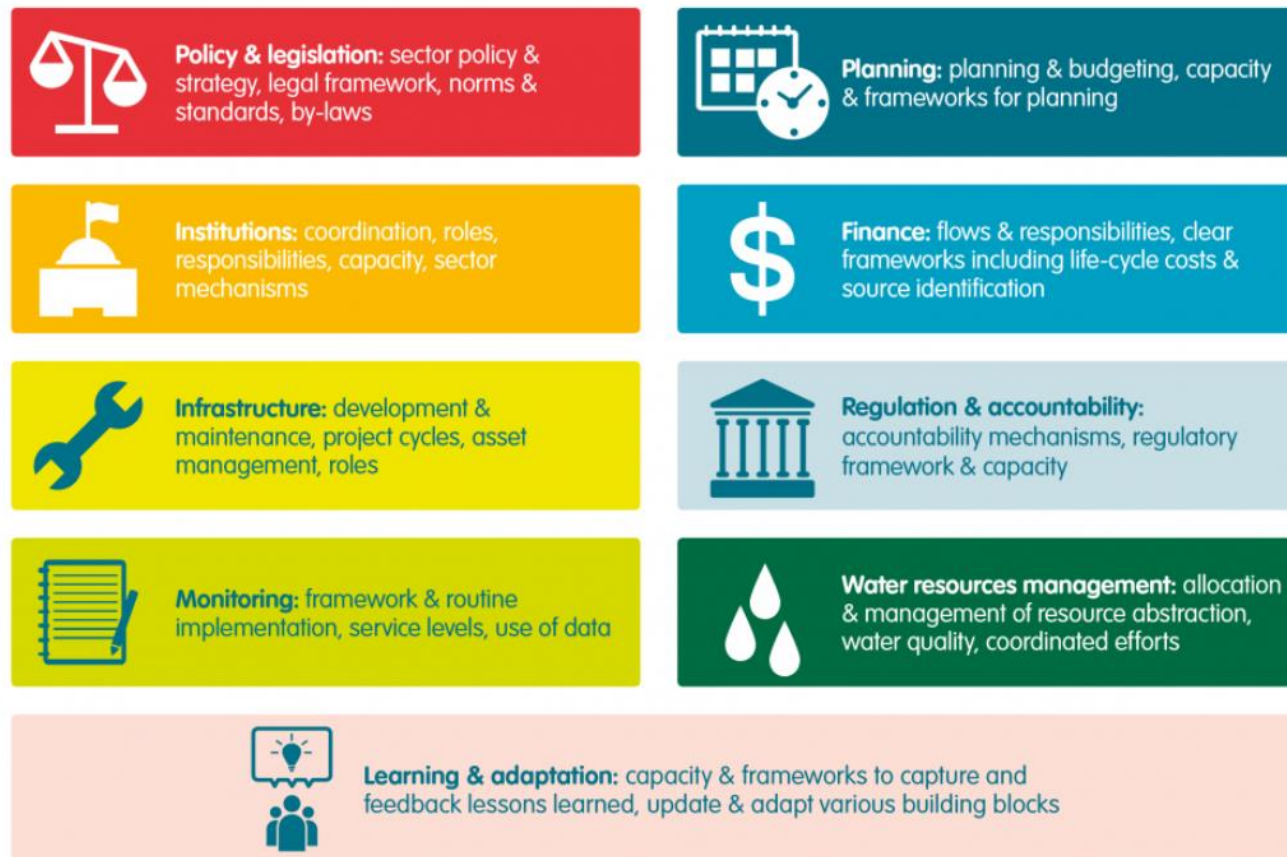 Policy & legislation: sector policy &
strategy, legal framework, norms &
standards, by-laws
Planning: planning & budgeting, capacity
& frameworks for planning
Institutions: coordination, roles,
responsibilities, capacity, sector
mechanisms
$
Finance: flows & responsibilities, clear
frameworks including life-cycle costs &
source identification
Infrastructure: development &
maintenance, project cycles, asset
management, roles
Regulation & accountability:
accountability mechanisms, regulatory
framework & capacity
Monitoring: framework & routine
implementation, service levels, use of data
Water resources management: allocation
& management of resource abstraction,
water quality, coordinated efforts
Learning & adaptation: capacity & frameworks to capture and
feedback lessons learned, update & adapt various building blocks